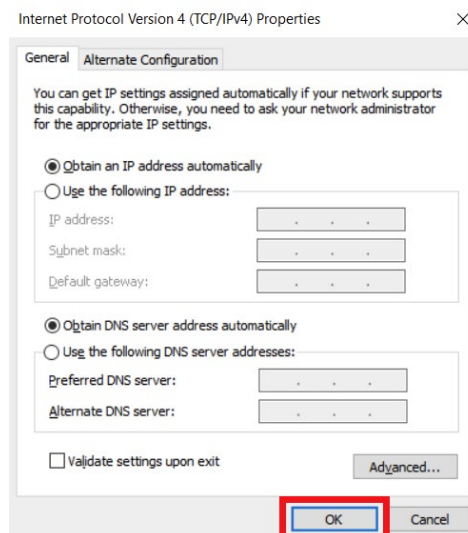 Internet Protocol Version 4 (TCP/IPv4) Properties
General
Alternate Configuration
You can get IP settings assigned automatically if your network supports
this capability. Otherwise, you need to ask your network administrator
for the appropriate IP settings.
Obtain an IP address automatically
Use the following IP address:
IP address:
Subnet mask:
Default gateway:
Obtain DNS server address automatically
Use the following DNS server addresses:
Preferred DNS server:
Alternate DNS server:
Validate settings upon exit
Advanced...
OK
Cancel